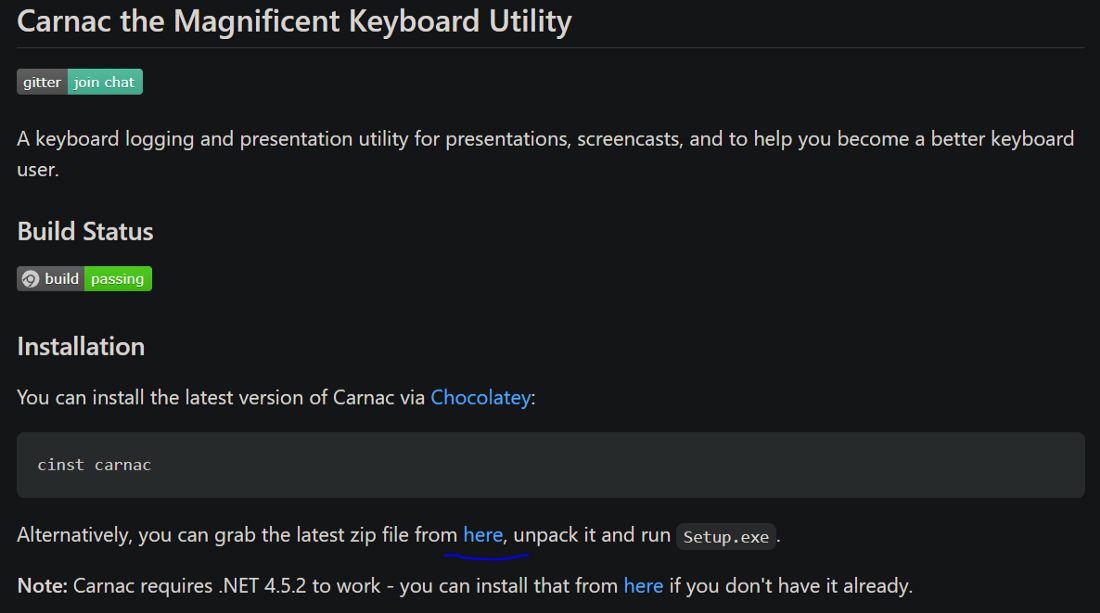 Carnac the Magnificent Keyboard Utility
gitter join chat
A keyboard logging and presentation utility for presentations, screencasts, and to help you become a better keyboard
user.
Build Status
build passing
Installation
You can install the latest version of Carnac via Chocolatey:
cinst carnac
Alternatively, you can grab the latest zip file from here, unpack it and run Setup.exe.
Note: Carnac requires .NET 4.5.2 to work - you can install that from here if you don't have it already.